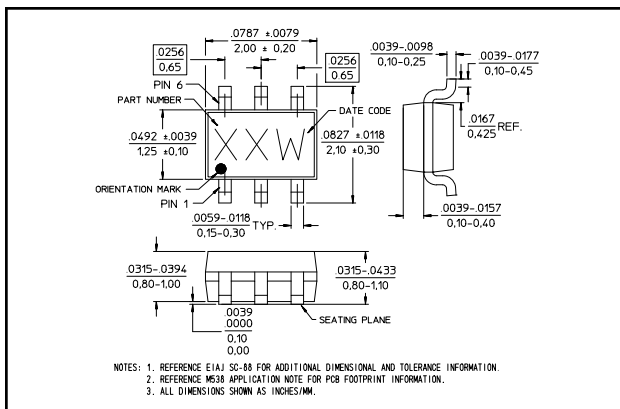 .0787 ±.0079
2,00 ± 0,20
.0256
0,65
.0256
0.65
.0039-.0098
0,10-0,25
.0039-.0177
0,10-0,45
PIN 6
PART NUMBER
DATE CODE
.0492 ±.0039
1,25 ±0,10
XXW
.0827 ±.0118
2,10 ±0,30
.0167
0,425 REF.
ORIENTATION MARK
PIN 1
.0059-.0118
0,15-0,30 TYP.
.0039-.0157
0,10-0,40
.0315-.0394
0,80-1,00
.0315-.0433
0,80-1,10
.0039
.0000
0,10
0,00
SEATING PLANE
NOTES: 1. REFERENCE EIAJ SC-88 FOR ADDITIONAL DIMENSIONAL AND TOLERANCE INFORMATION.
2. REFERENCE M538 APPLICATION NOTE FOR PCB FOOTPRINT INFORMATION.
3. ALL DIMENSIONS SHOWN AS INCHES/MM.